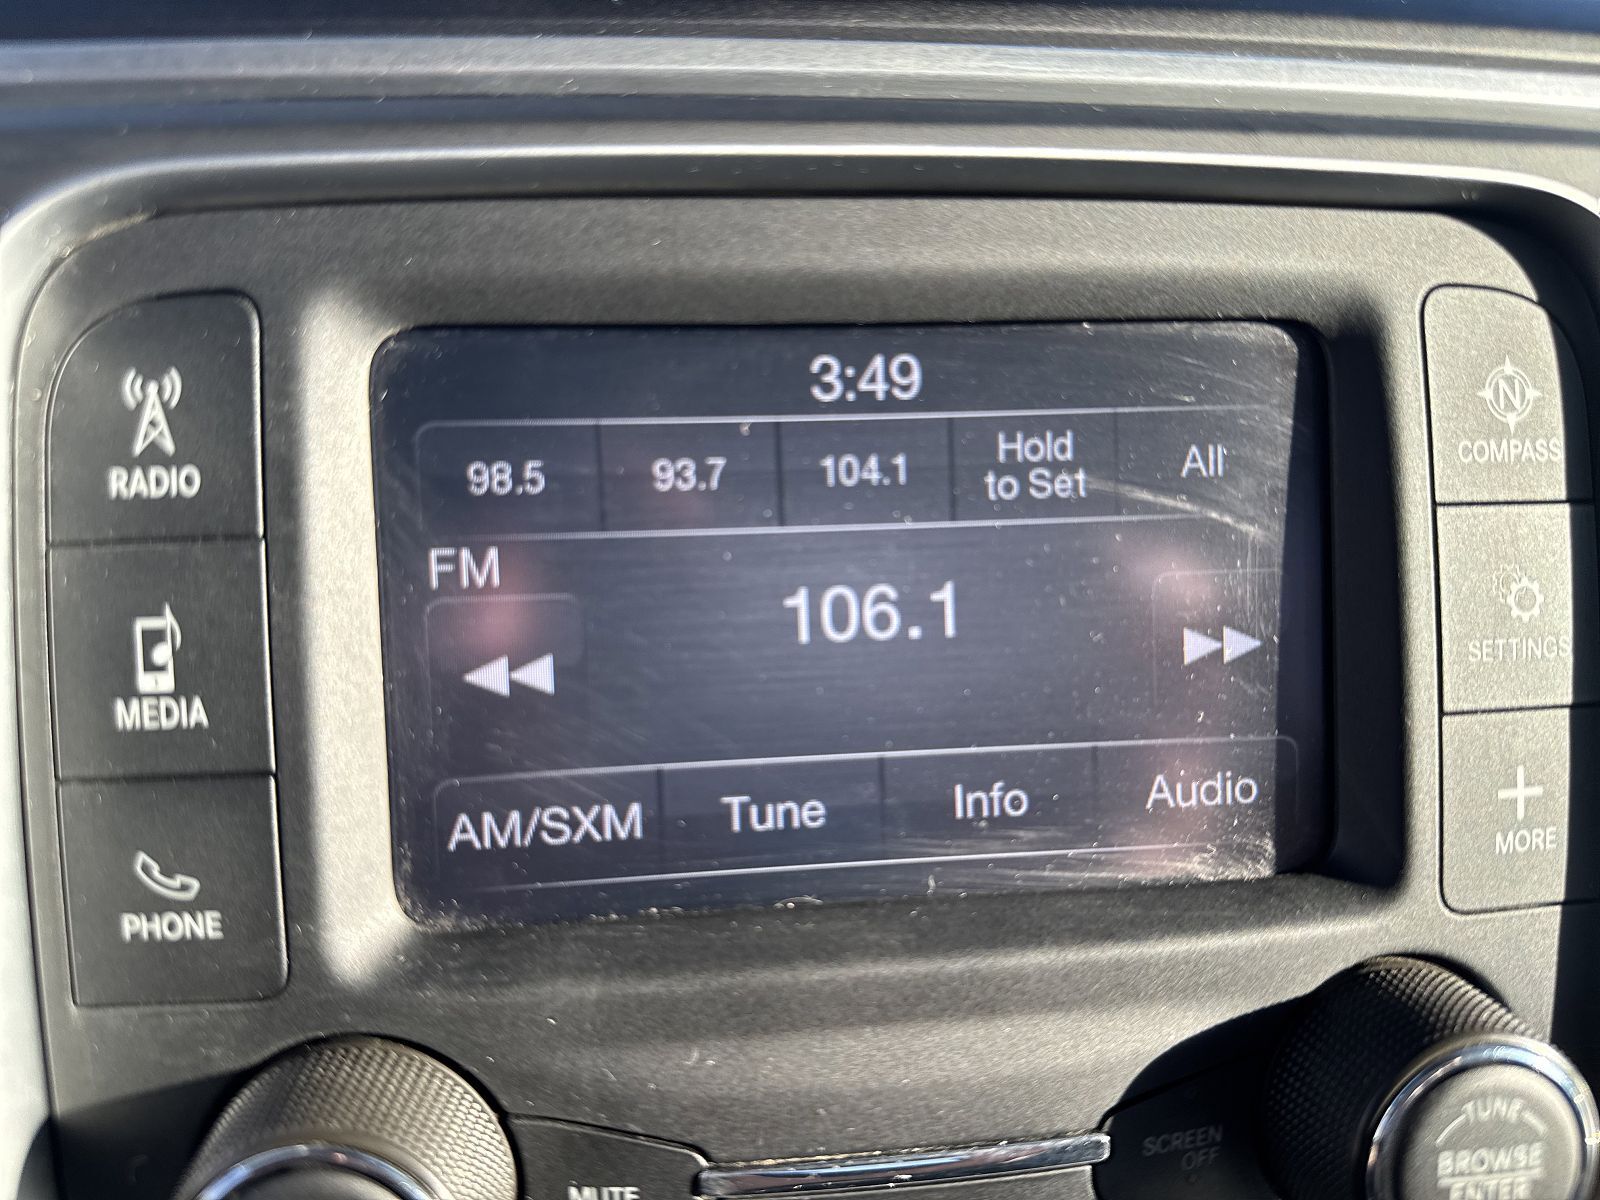 3:49
98.5 93.7 104.1 Hold to Set All
FM
106.1
AM/SXM Tune Info Audio
RADIO
MEDIA
PHONE
N
COMPASS
SETTINGS
MORE
MUTE
SCREEN
OFF
TUNE
BROWSE
ENTER